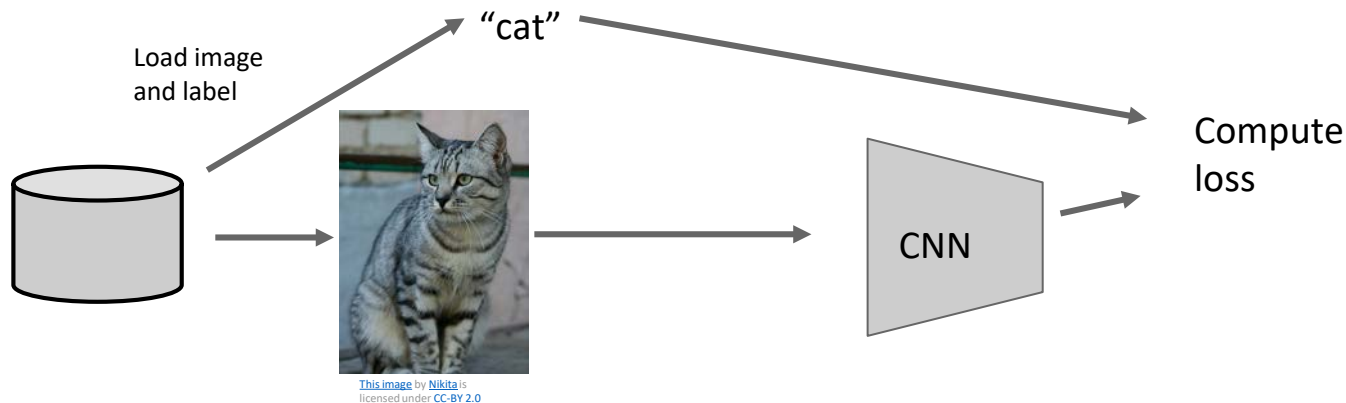 “cat”
Load image
and label
Compute
loss
CNN
This image by Nikita is
licensed under CC-BY 2.0